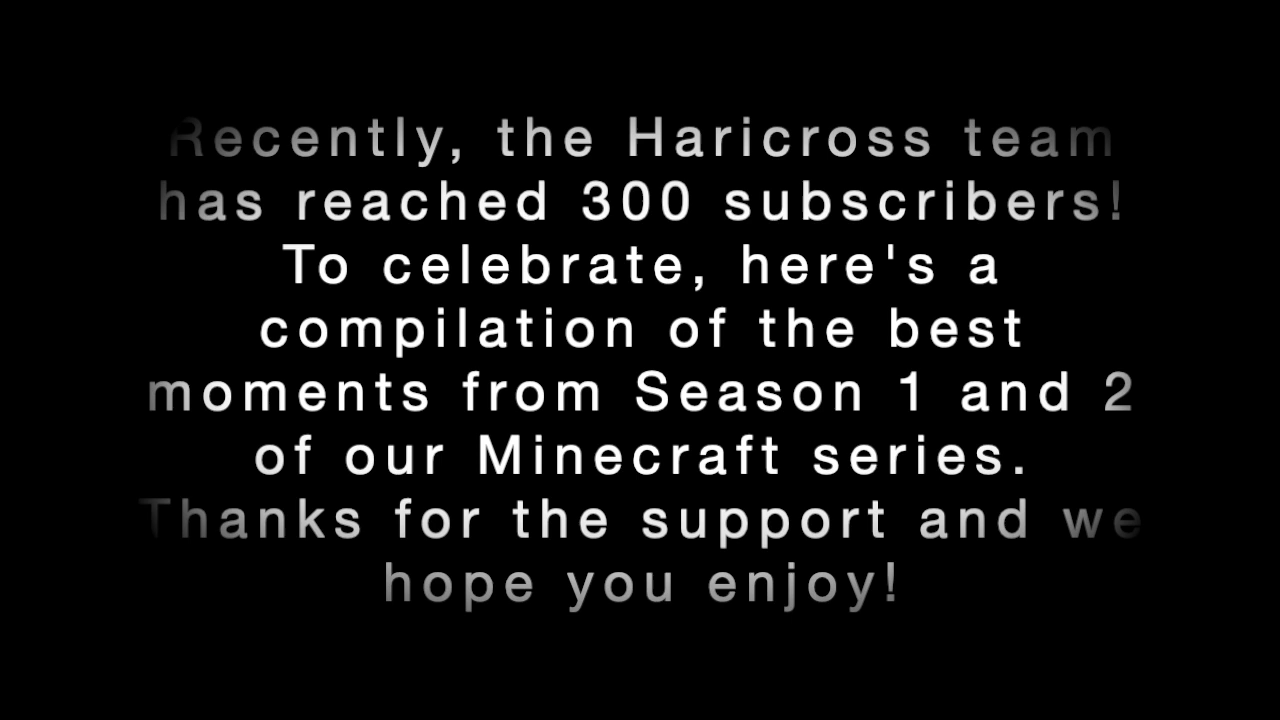 Recently, the Haricross team
has reached 300 subscribers!
To celebrate, here's a
compilation of the best
moments from Season 1 and 2
of our Minecraft series.
Thanks for the support and we
hope you enjoy!